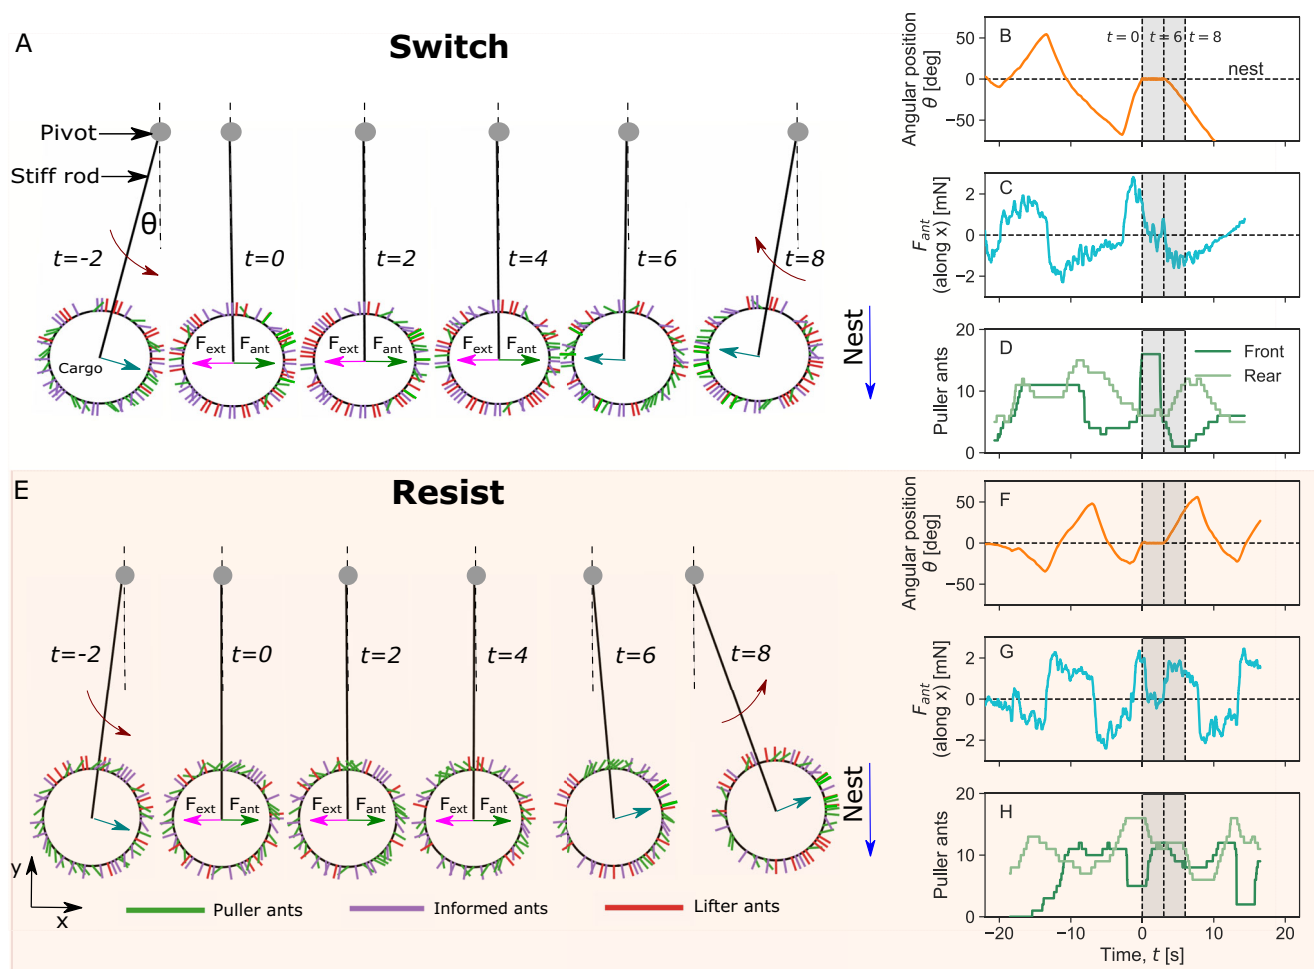 A
Switch
Pivot
Stiff rod
θ
t=-2
t=0
t=2
t=4
t=6
t=8
Cargo
Fext Fant
Fext Fant
Fext Fant
Nest
B
t = 0
t = 6
t = 8
nest
Angular position
θ [deg]
50
0
−50
C
Fant
(along x) [mN]
2
0
−2
D
Front
Rear
Puller ants
20
10
0
E
Resist
t=-2
t=0
t=2
t=4
t=6
t=8
Fext Fant
Fext Fant
Fext Fant
Nest
y
x
Puller ants
Informed ants
Lifter ants
F
Angular position
θ [deg]
50
0
−50
G
Fant
(along x) [mN]
2
0
−2
H
Puller ants
20
10
0
−20 −10 0 10 20
Time, t [s]